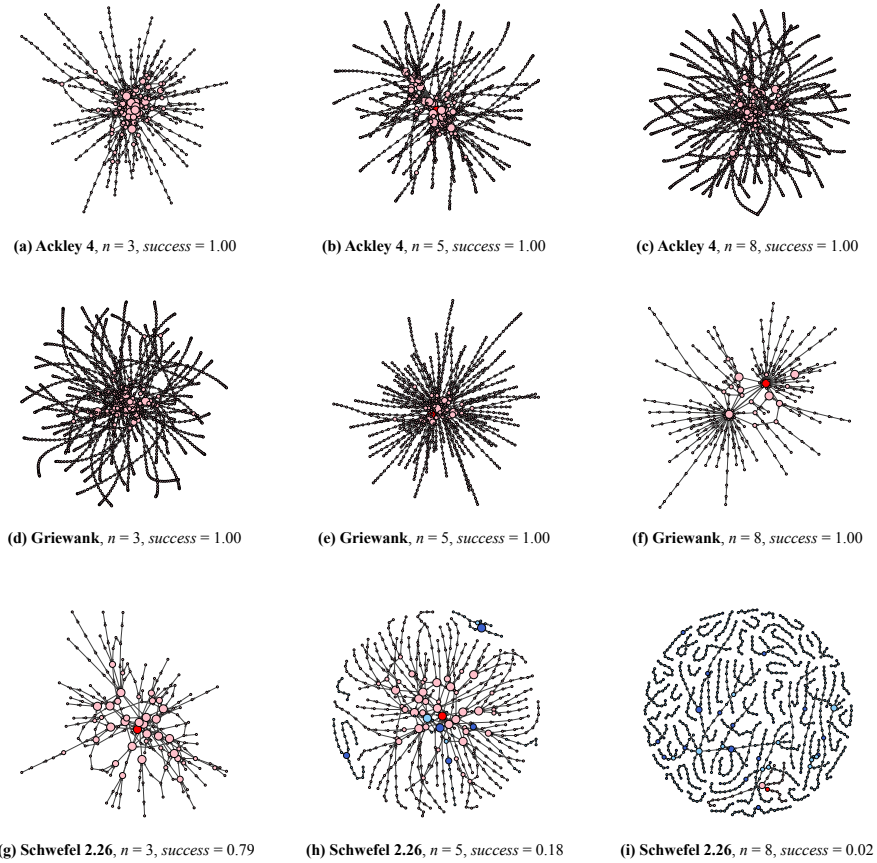 (a) Ackley 4, n = 3, success = 1.00
(b) Ackley 4, n = 5, success = 1.00
(c) Ackley 4, n = 8, success = 1.00
(d) Griewank, n = 3, success = 1.00
(e) Griewank, n = 5, success = 1.00
(f) Griewank, n = 8, success = 1.00
(g) Schwefel 2.26, n = 3, success = 0.79
(h) Schwefel 2.26, n = 5, success = 0.18
(i) Schwefel 2.26, n = 8, success = 0.02